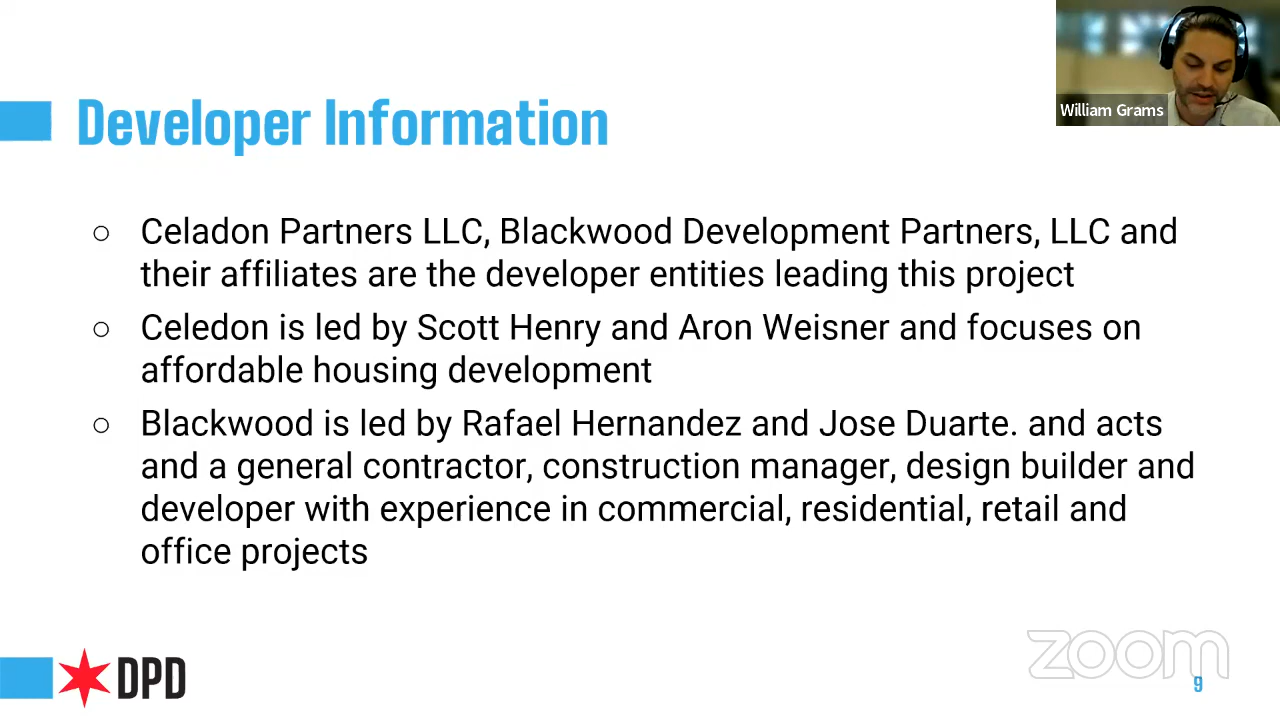 William Grams
Developer Information
○ Celadon Partners LLC, Blackwood Development Partners, LLC and
their affiliates are the developer entities leading this project
○ Celedon is led by Scott Henry and Aron Weisner and focuses on
affordable housing development
○ Blackwood is led by Rafael Hernandez and Jose Duarte. and acts
and a general contractor, construction manager, design builder and
developer with experience in commercial, residential, retail and
office projects
DPD
zoom
9